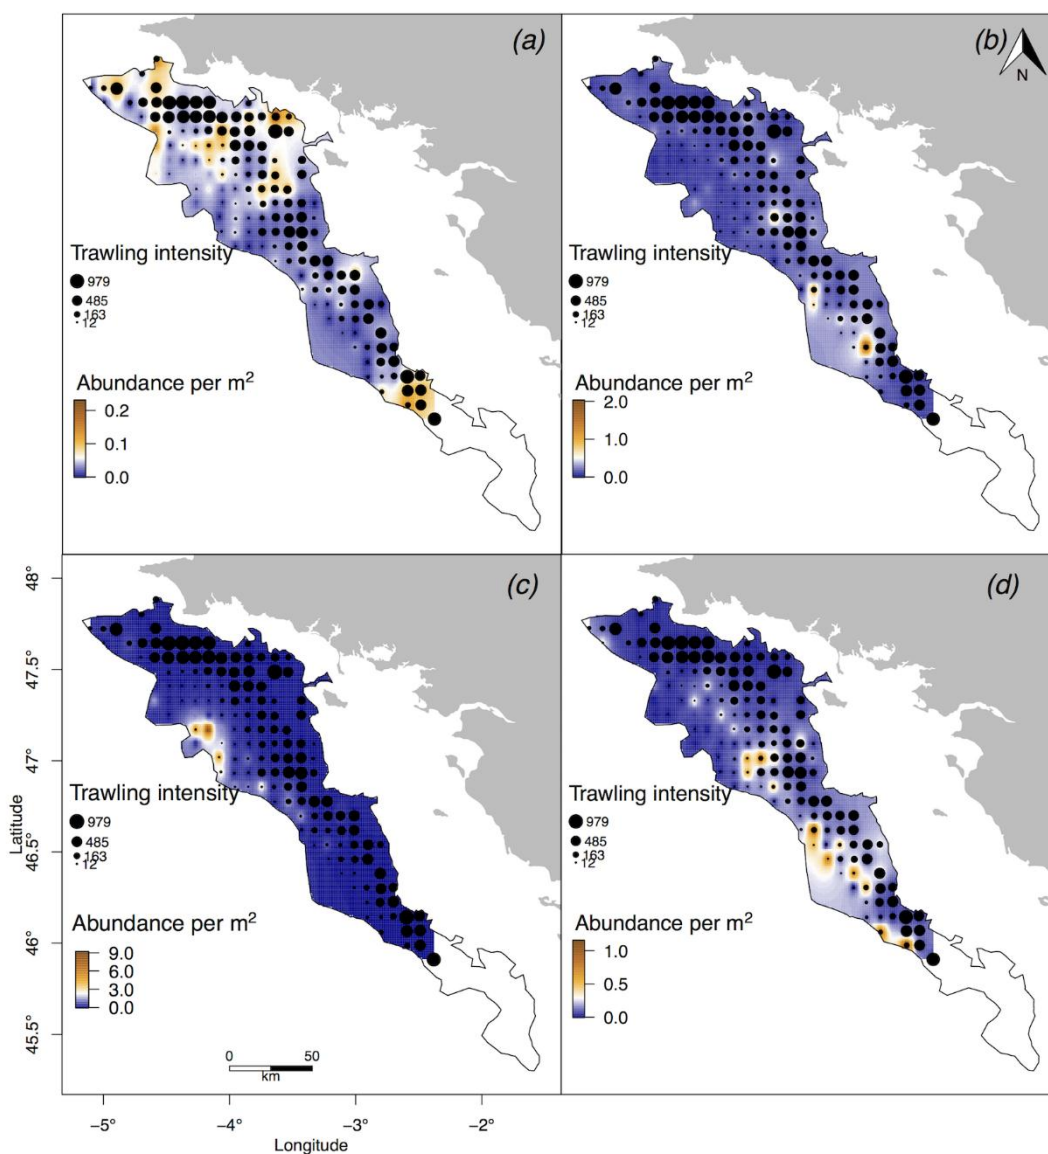 (a)
Trawling intensity
979
485
163
12
Abundance per m²
0.2
0.1
0.0
(b)
N
Trawling intensity
979
485
163
12
Abundance per m²
2.0
1.0
0.0
(c)
48°
47.5°
47°
46.5°
46°
45.5°
Latitude
Trawling intensity
979
485
163
12
Abundance per m²
9.0
6.0
3.0
0.0
0 50
km
−5° −4° −3° −2°
Longitude
(d)
Trawling intensity
979
485
163
12
Abundance per m²
1.0
0.5
0.0